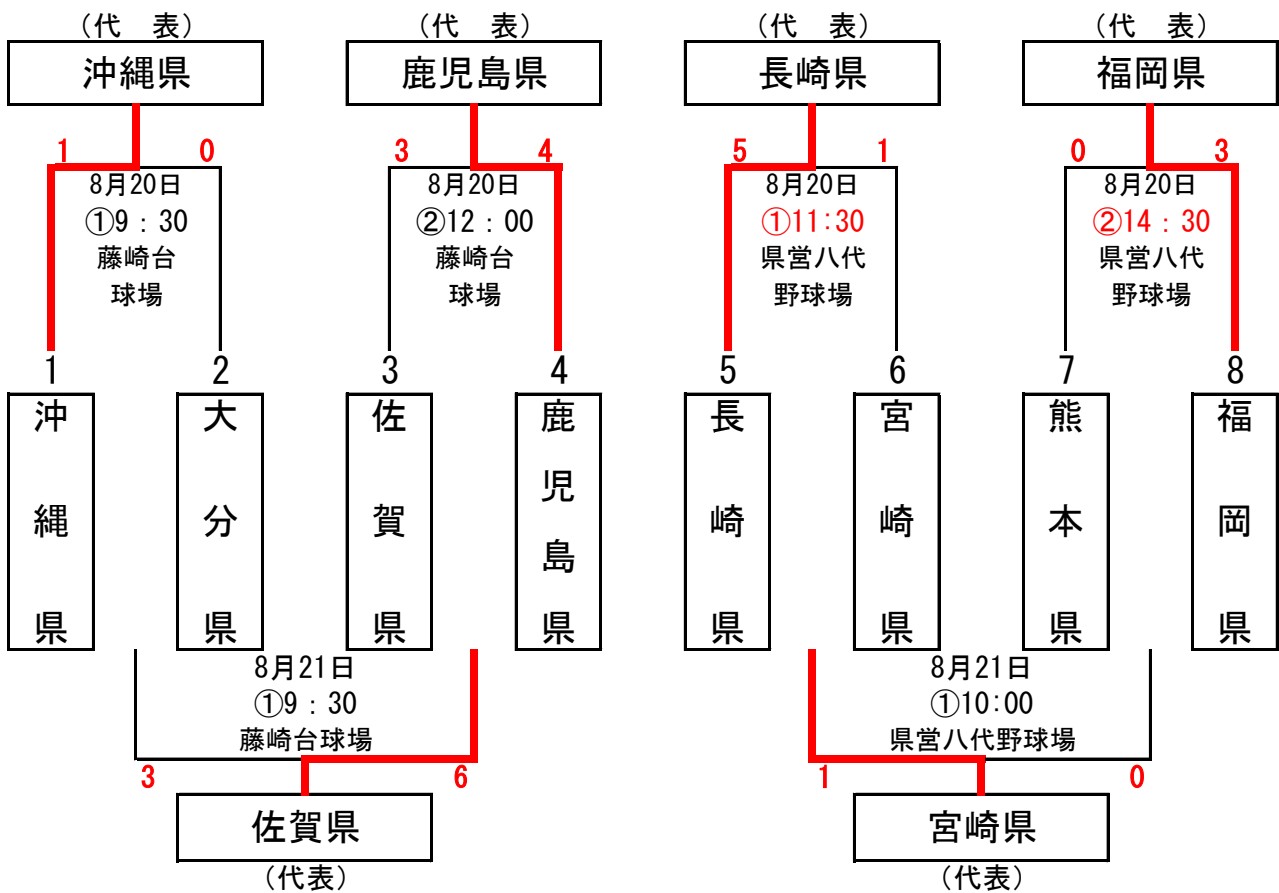 (代 表) (代 表) (代 表) (代 表)
沖縄県 鹿児島県 長崎県 福岡県
1 0 3 4 5 1 0 3
8月20日 8月20日 8月20日 8月20日
①9：30 ②12：00 ①11:30 ②14：30
藤崎台 藤崎台 県営八代 県営八代
球場 球場 野球場 野球場
1 2 3 4 5 6 7 8
沖縄県 大分県 佐賀県 鹿児島県 長崎県 宮崎県 熊本県 福岡県
8月21日 8月21日
①9：30 ①10:00
藤崎台球場 県営八代野球場
3 6 1 0
佐賀県 宮崎県
(代表) (代表)